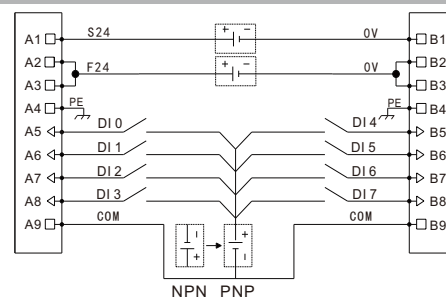 A1 S24 + − 0V B1
A2 B2
F24 + − 0V
A3 B3
A4 PE PE B4
A5 DI0 DI4 B5
A6 DI1 DI5 B6
A7 DI2 DI6 B7
A8 DI3 DI7 B8
A9 COM COM B9
− +
+ −
NPN PNP